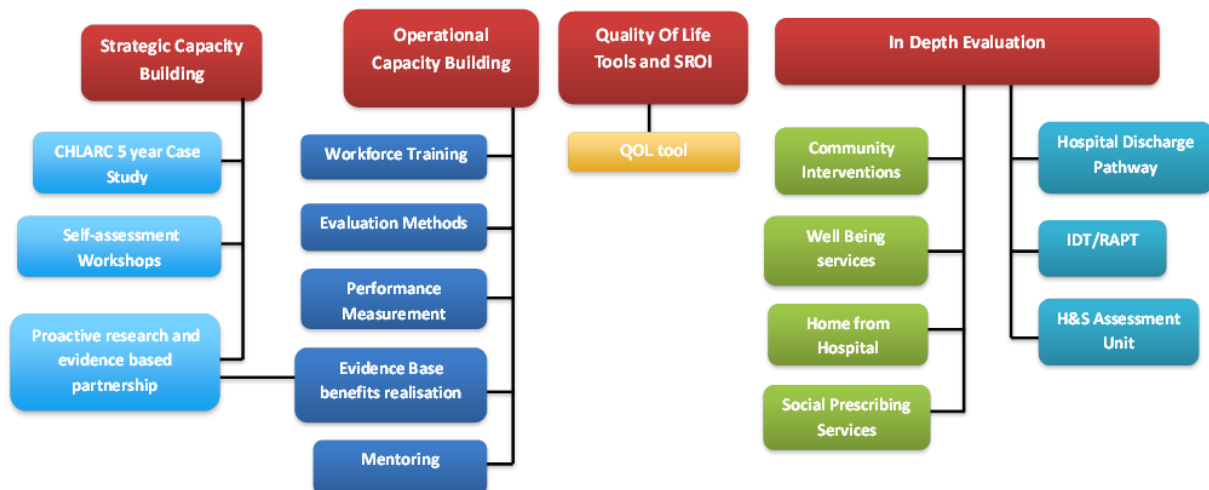 Strategic Capacity
Building
CHLARC 5 year Case
Study
Self-assessment
Workshops
Proactive research and
evidence based
partnership
Operational
Capacity Building
Workforce Training
Evaluation Methods
Performance
Measurement
Evidence Base
benefits realisation
Mentoring
Quality Of Life
Tools and SROI
QOL tool
In Depth Evaluation
Community
Interventions
Well Being
services
Home from
Hospital
Social Prescribing
Services
Hospital Discharge
Pathway
IDT/RAPT
H&S Assessment
Unit